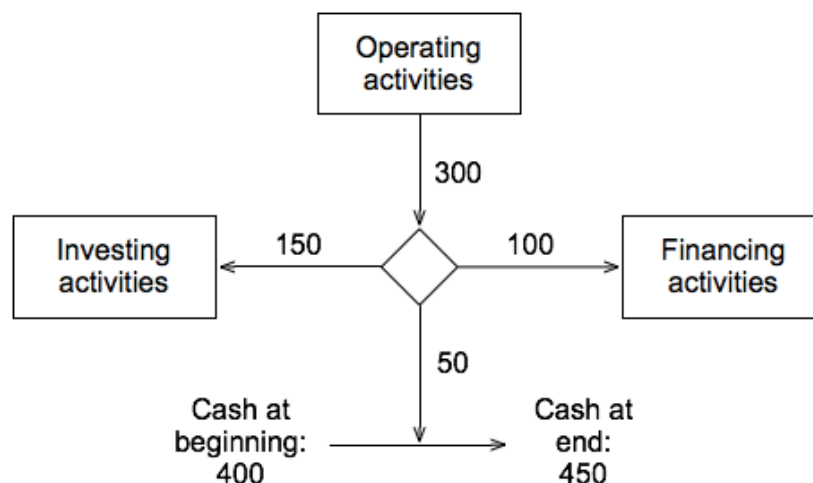 Operating
activities
300
Investing
activities
150
100
Financing
activities
50
Cash at
beginning:
400
Cash at
end:
450